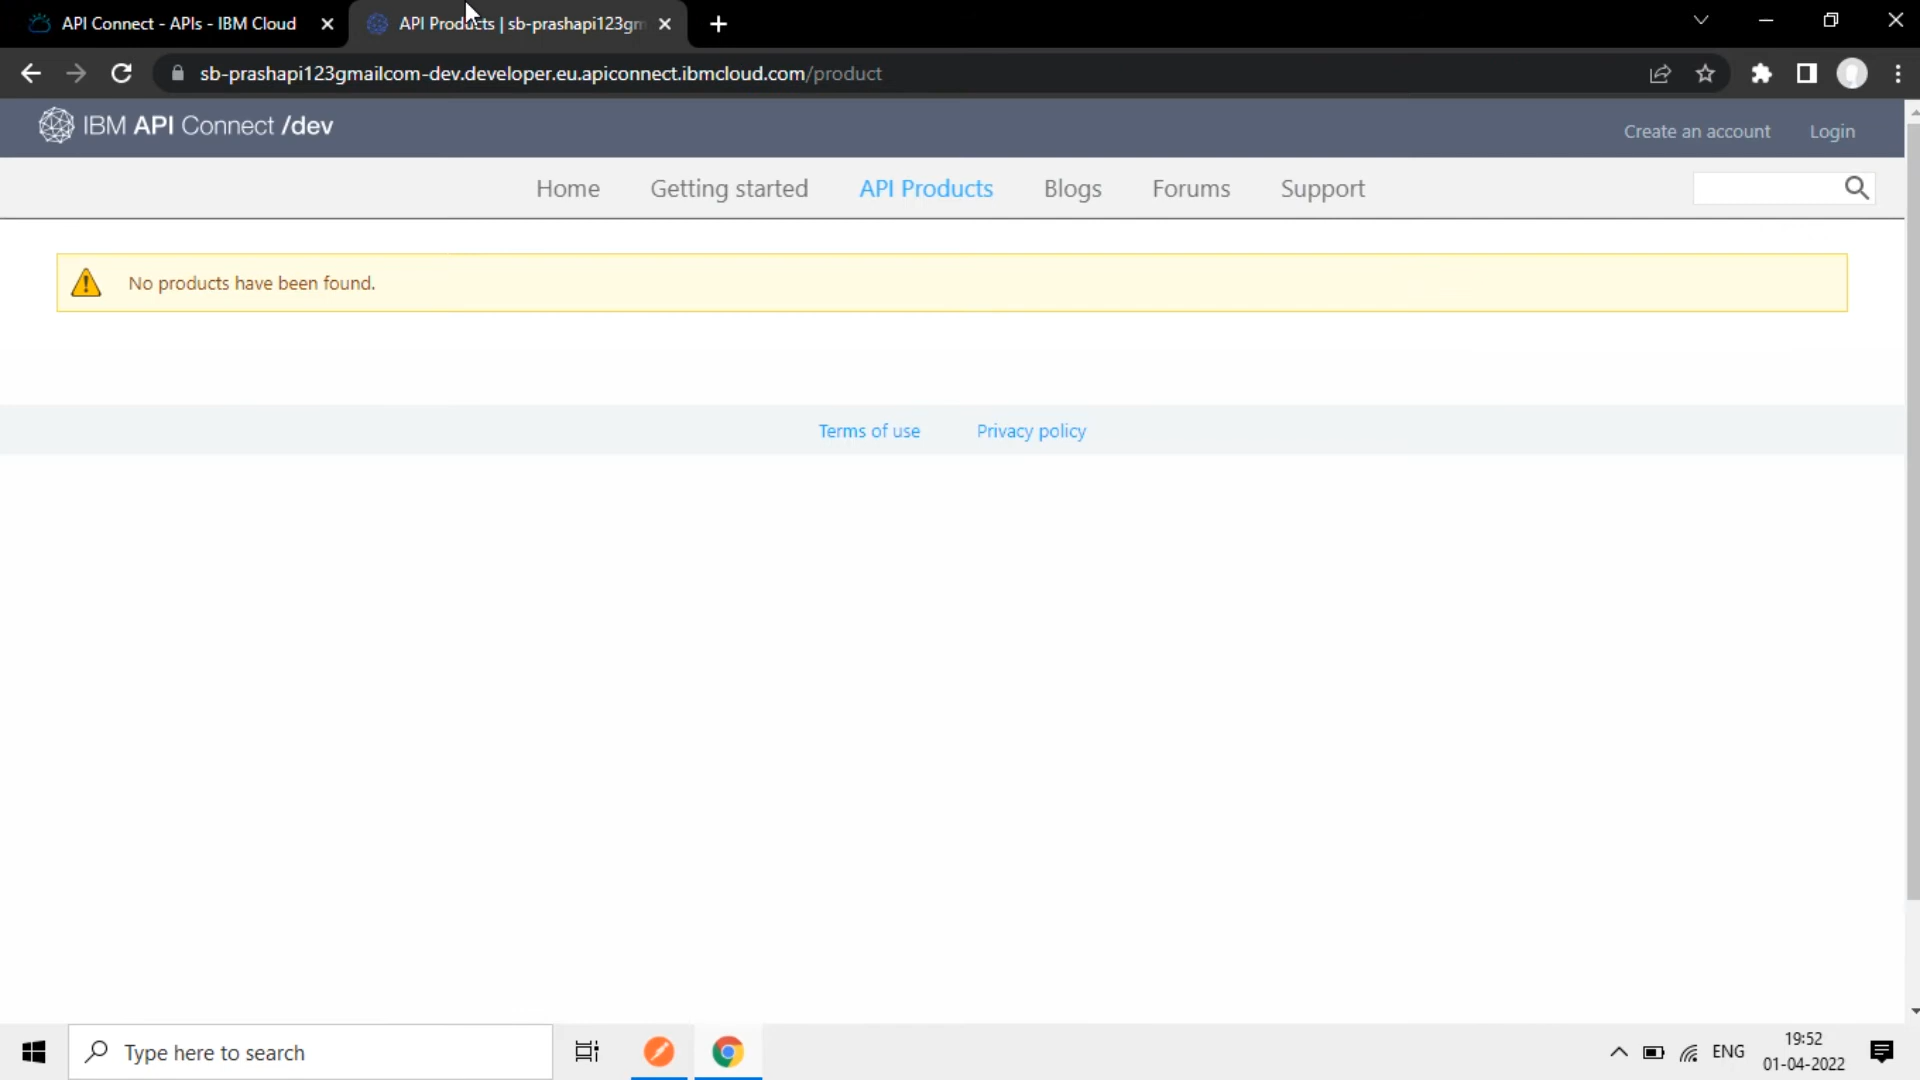 API Connect - APIs - IBM Cloud
API Products | sb-prashapi123gm
sb-prashapi123gmailcom-dev.developer.eu.apiconnect.ibmcloud.com/product
IBM API Connect /dev
Create an account
Login
Home
Getting started
API Products
Blogs
Forums
Support
No products have been found.
Terms of use
Privacy policy
Type here to search
ENG
19:52
01-04-2022